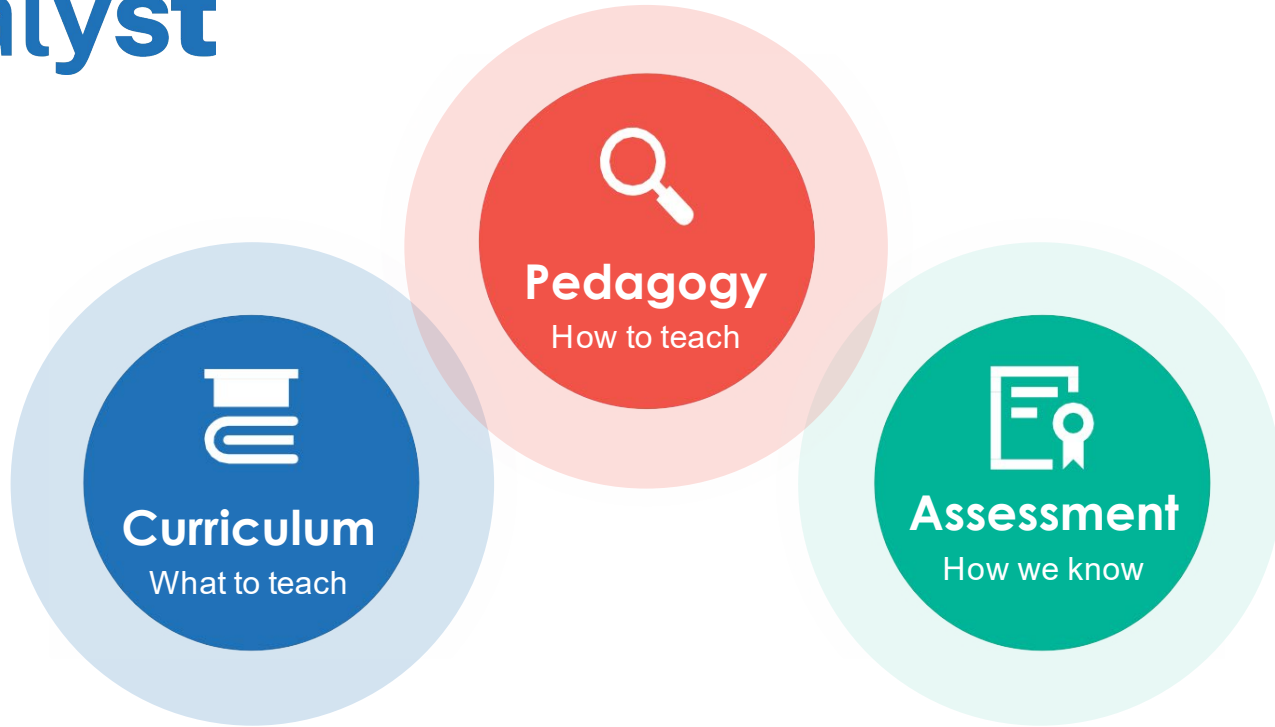 alyst
Pedagogy
How to teach
Curriculum
What to teach
Assessment
How we know